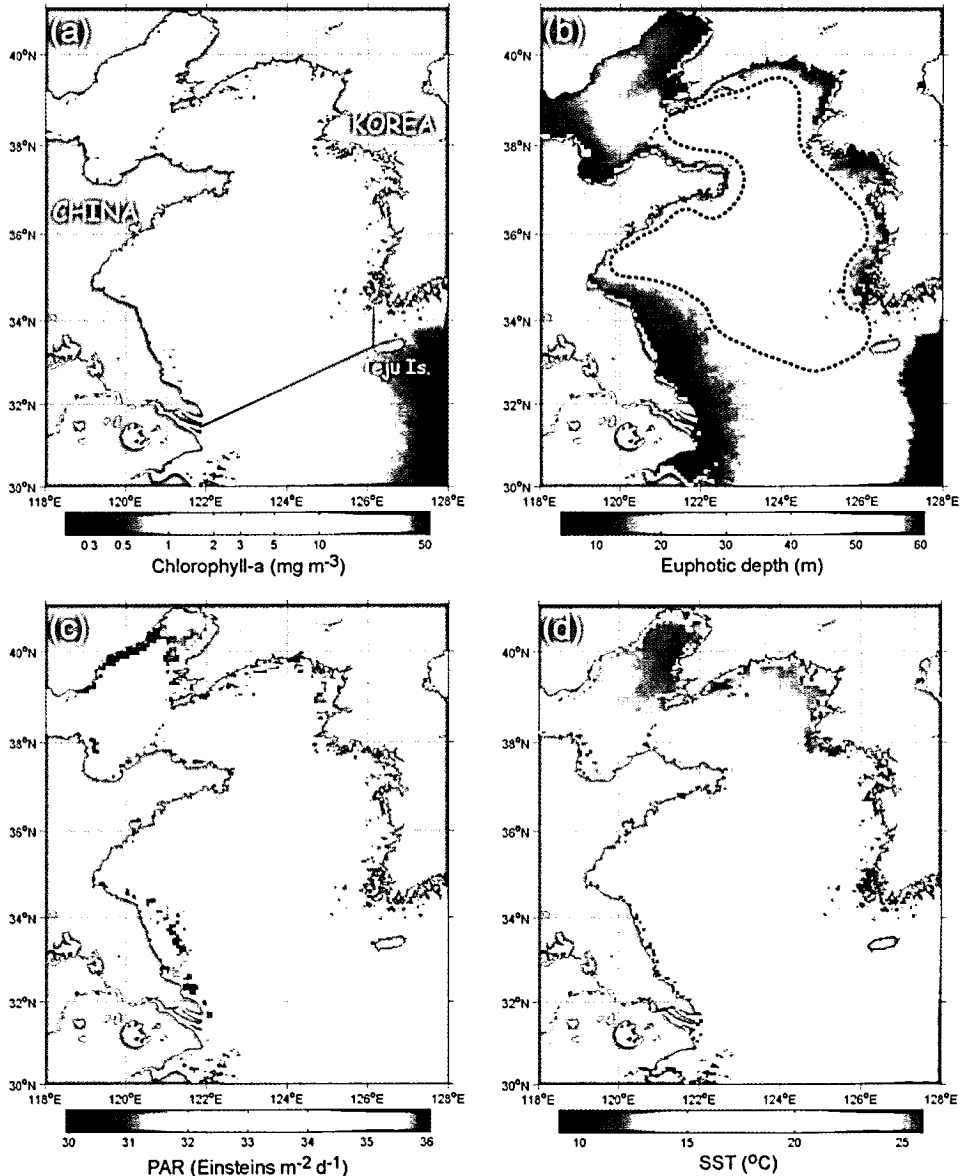 (a)
(b)
40°N
38°N
36°N
34°N
32°N
30°N
KOREA
CHINA
eju Is.
118°E 120°E 122°E 124°E 126°E 128°E
0.3 0.5 1 2 3 5 10 50
Chlorophyll-a (mg m-3)
40°N
38°N
36°N
34°N
32°N
30°N
118°E 120°E 122°E 124°E 126°E 128°E
10 20 30 40 50 60
Euphotic depth (m)
(c)
(d)
40°N
38°N
36°N
34°N
32°N
30°N
118°E 120°E 122°E 124°E 126°E 128°E
30 31 32 33 34 35 36
PAR (Einsteins m-2 d-1)
40°N
38°N
36°N
34°N
32°N
30°N
118°E 120°E 122°E 124°E 126°E 128°E
10 15 20 25
SST (°C)